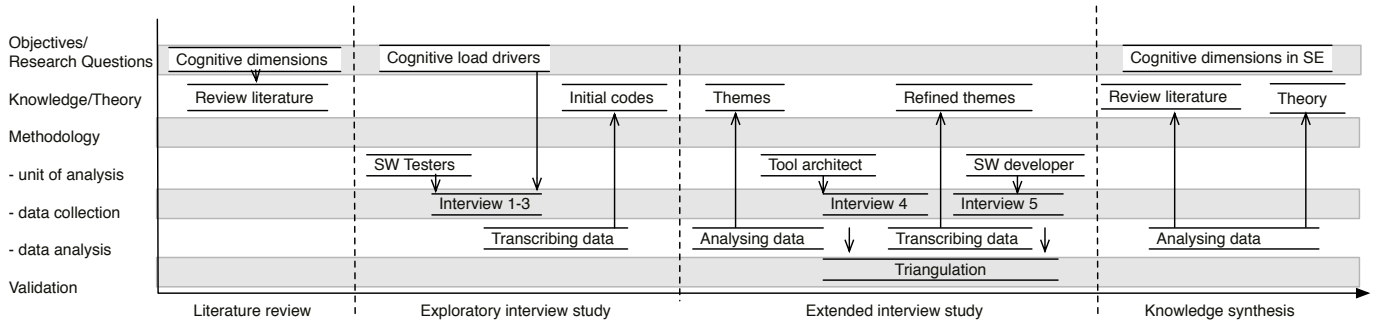 Objectives/
Research Questions
Cognitive dimensions
Cognitive load drivers
Cognitive dimensions in SE
Knowledge/Theory
Review literature
Initial codes
Themes
Refined themes
Review literature
Theory
Methodology
- unit of analysis
SW Testers
Tool architect
SW developer
- data collection
Interview 1-3
Interview 4
Interview 5
- data analysis
Transcribing data
Analysing data
Transcribing data
Analysing data
Validation
Triangulation
Literature review
Exploratory interview study
Extended interview study
Knowledge synthesis